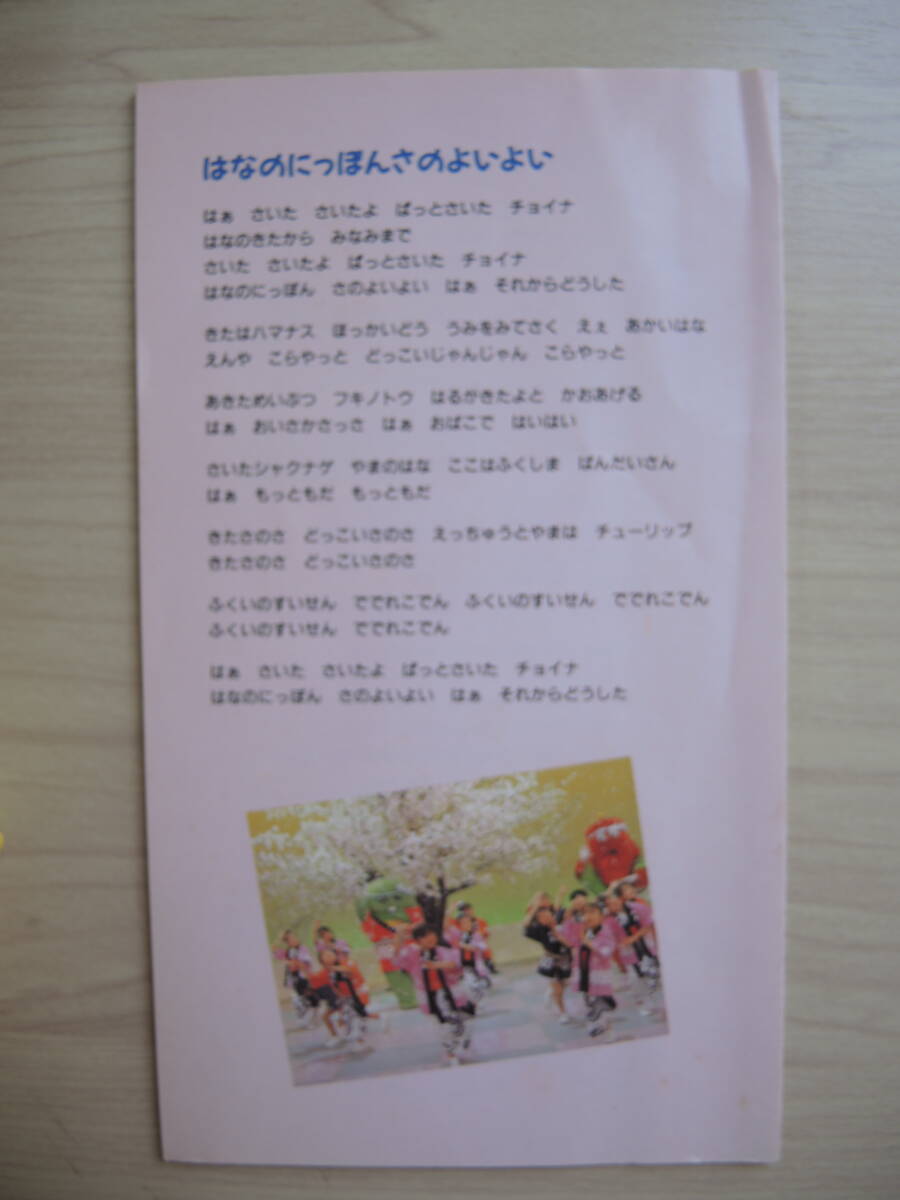 はなのにっぽんさのよいよい
はぁ　さいた　さいたよ　ぱっとさいた　チョイナ
はなのきたから　みなみまで
さいた　さいたよ　ぱっとさいた　チョイナ
はなのにっぽん　さのよいよい　はぁ　それからどうした
きたはハマナス　ほっかいどう　うみをみてさく　えぇ　あかいはな
えんや　こらやっと　どっこいじゃんじゃん　こらやっと
あきためいぶつ　フキノトウ　はるがきたよと　かおあげる
はぁ　おいさかさっさ　はぁ　おばこで　はいはい
さいたシャクナゲ　やまのはな　ここはふくしま　ばんだいさん
はぁ　もっともだ　もっともだ
きたさのさ　どっこいさのさ　えっちゅうとやまは　チューリップ
きたさのさ　どっこいさのさ
ふくいのすいせん　ででれこでん　ふくいのすいせん　ででれこでん
ふくいのすいせん　ででれこでん
はぁ　さいた　さいたよ　ぱっとさいた　チョイナ
はなのにっぽん　さのよいよい　はぁ　それからどうした